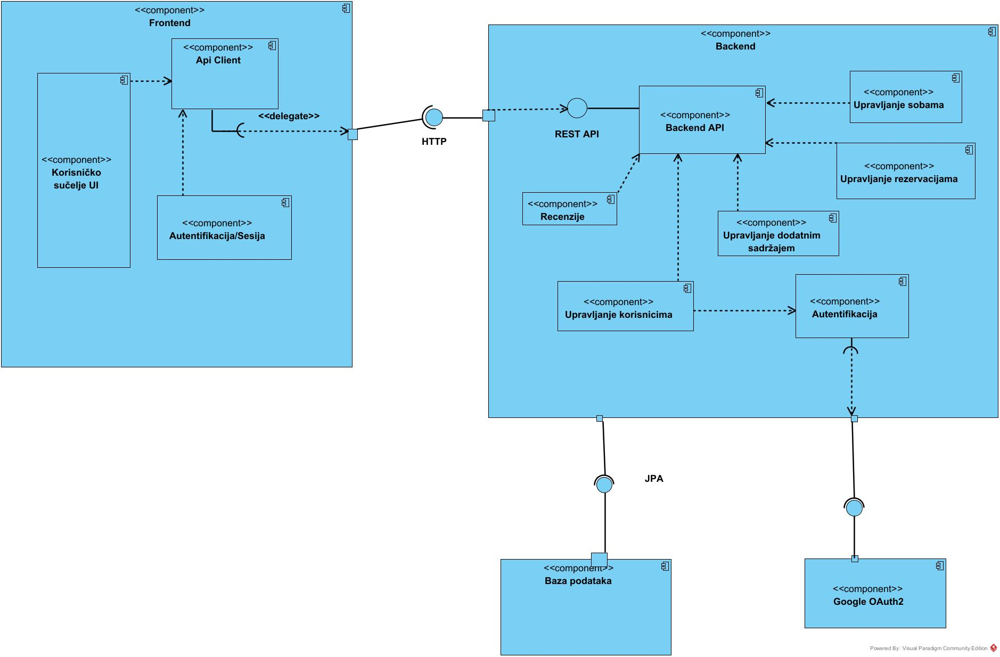 <<component>>
Frontend
<<component>>
Api Client
<<component>>
Korisničko
sučelje UI
<<delegate>>
<<component>>
Autentifikacija/Sesija
HTTP
<<component>>
Backend
REST API
<<component>>
Backend API
<<component>>
Upravljanje sobama
<<component>>
Upravljanje rezervacijama
<<component>>
Recenzije
<<component>>
Upravljanje dodatnim
sadržajem
<<component>>
Upravljanje korisnicima
<<component>>
Autentifikacija
JPA
<<component>>
Baza podataka
<<component>>
Google OAuth2
Powered By Visual Paradigm Community Edition